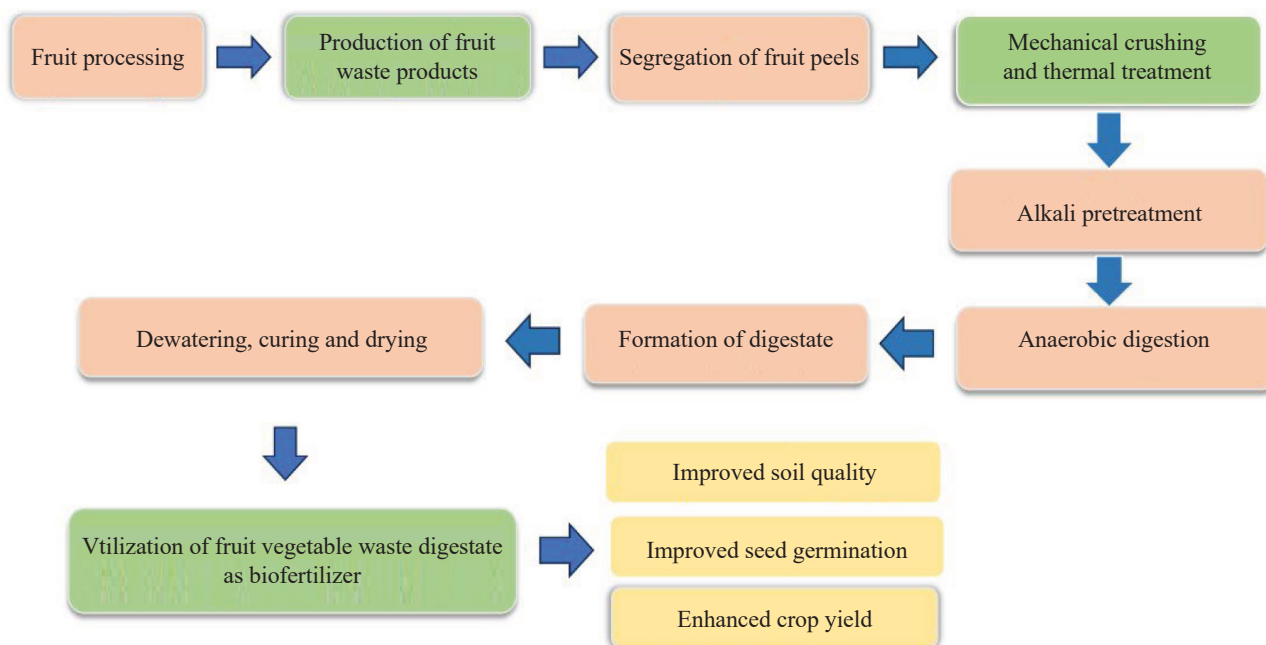 Fruit processing
Production of fruit
waste products
Segregation of fruit peels
Mechanical crushing
and thermal treatment
Alkali pretreatment
Anaerobic digestion
Formation of digestate
Dewatering, curing and drying
Vtilization of fruit vegetable waste digestate
as biofertilizer
Improved soil quality
Improved seed germination
Enhanced crop yield